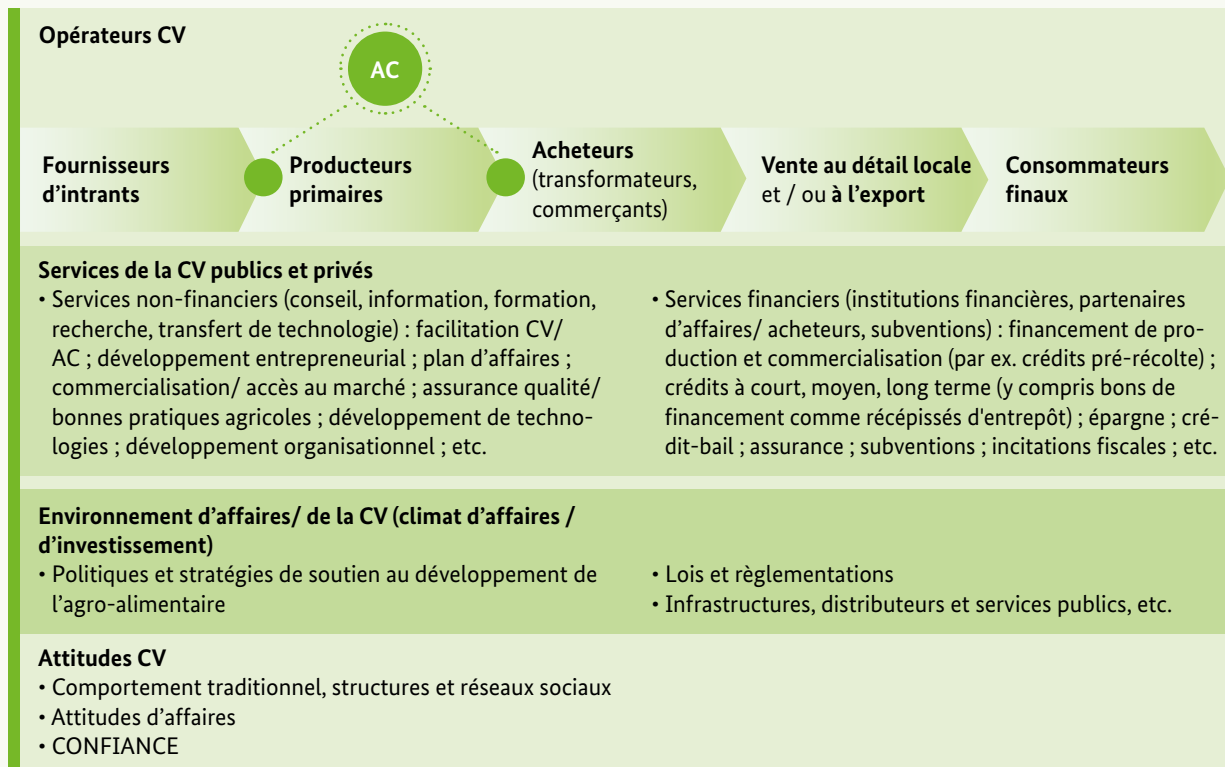 Opérateurs CV
AC
Fournisseurs
d’intrants
Producteurs
primaires
Acheteurs
(transformateurs,
commerçants)
Vente au détail locale
et / ou à l’export
Consommateurs
finaux
Services de la CV publics et privés
• Services non-financiers (conseil, information, formation,
recherche, transfert de technologie) : facilitation CV/
AC ; développement entrepreneurial ; plan d’affaires ;
commercialisation/ accès au marché ; assurance qualité/
bonnes pratiques agricoles ; développement de techno-
logies ; développement organisationnel ; etc.
• Services financiers (institutions financières, partenaires
d’affaires/ acheteurs, subventions) : financement de pro-
duction et commercialisation (par ex. crédits pré-récolte) ;
crédits à court, moyen, long terme (y compris bons de
financement comme récépissés d'entrepôt) ; épargne ; cré-
dit-bail ; assurance ; subventions ; incitations fiscales ; etc.
Environnement d’affaires/ de la CV (climat d’affaires /
d’investissement)
• Politiques et stratégies de soutien au développement de
l’agro-alimentaire
• Lois et règlementations
• Infrastructures, distributeurs et services publics, etc.
Attitudes CV
• Comportement traditionnel, structures et réseaux sociaux
• Attitudes d’affaires
• CONFIANCE